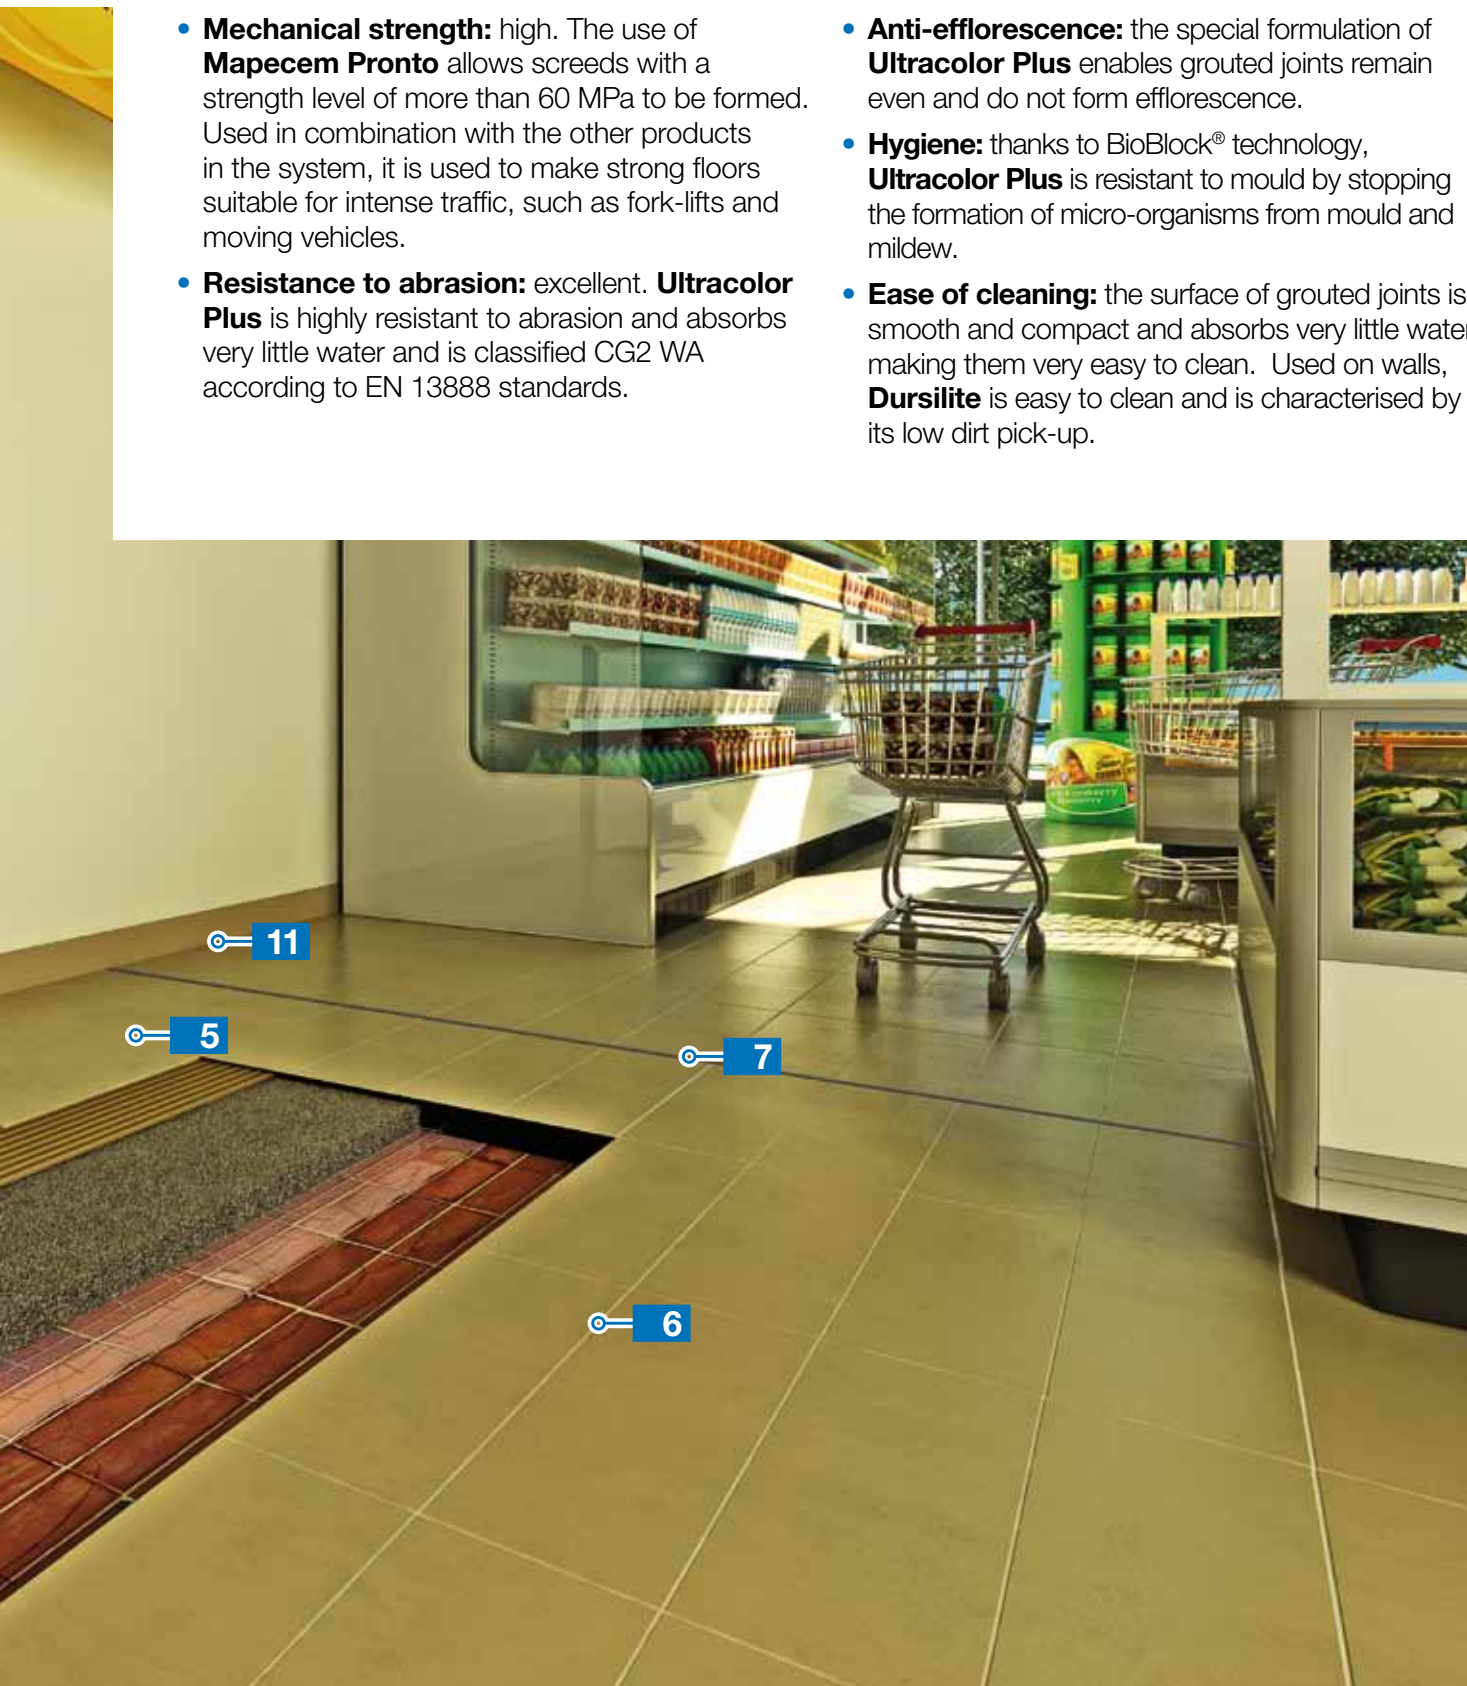 • Mechanical strength: high. The use of
Mapecem Pronto allows screeds with a
strength level of more than 60 MPa to be formed.
Used in combination with the other products
in the system, it is used to make strong floors
suitable for intense traffic, such as fork-lifts and
moving vehicles.
• Resistance to abrasion: excellent. Ultracolor
Plus is highly resistant to abrasion and absorbs
very little water and is classified CG2 WA
according to EN 13888 standards.
• Anti-efflorescence: the special formulation of
Ultracolor Plus enables grouted joints remain
even and do not form efflorescence.
• Hygiene: thanks to BioBlock® technology,
Ultracolor Plus is resistant to mould by stopping
the formation of micro-organisms from mould and
mildew.
• Ease of cleaning: the surface of grouted joints is
smooth and compact and absorbs very little water
making them very easy to clean. Used on walls,
Dursilite is easy to clean and is characterised by
its low dirt pick-up.
11
5
7
6